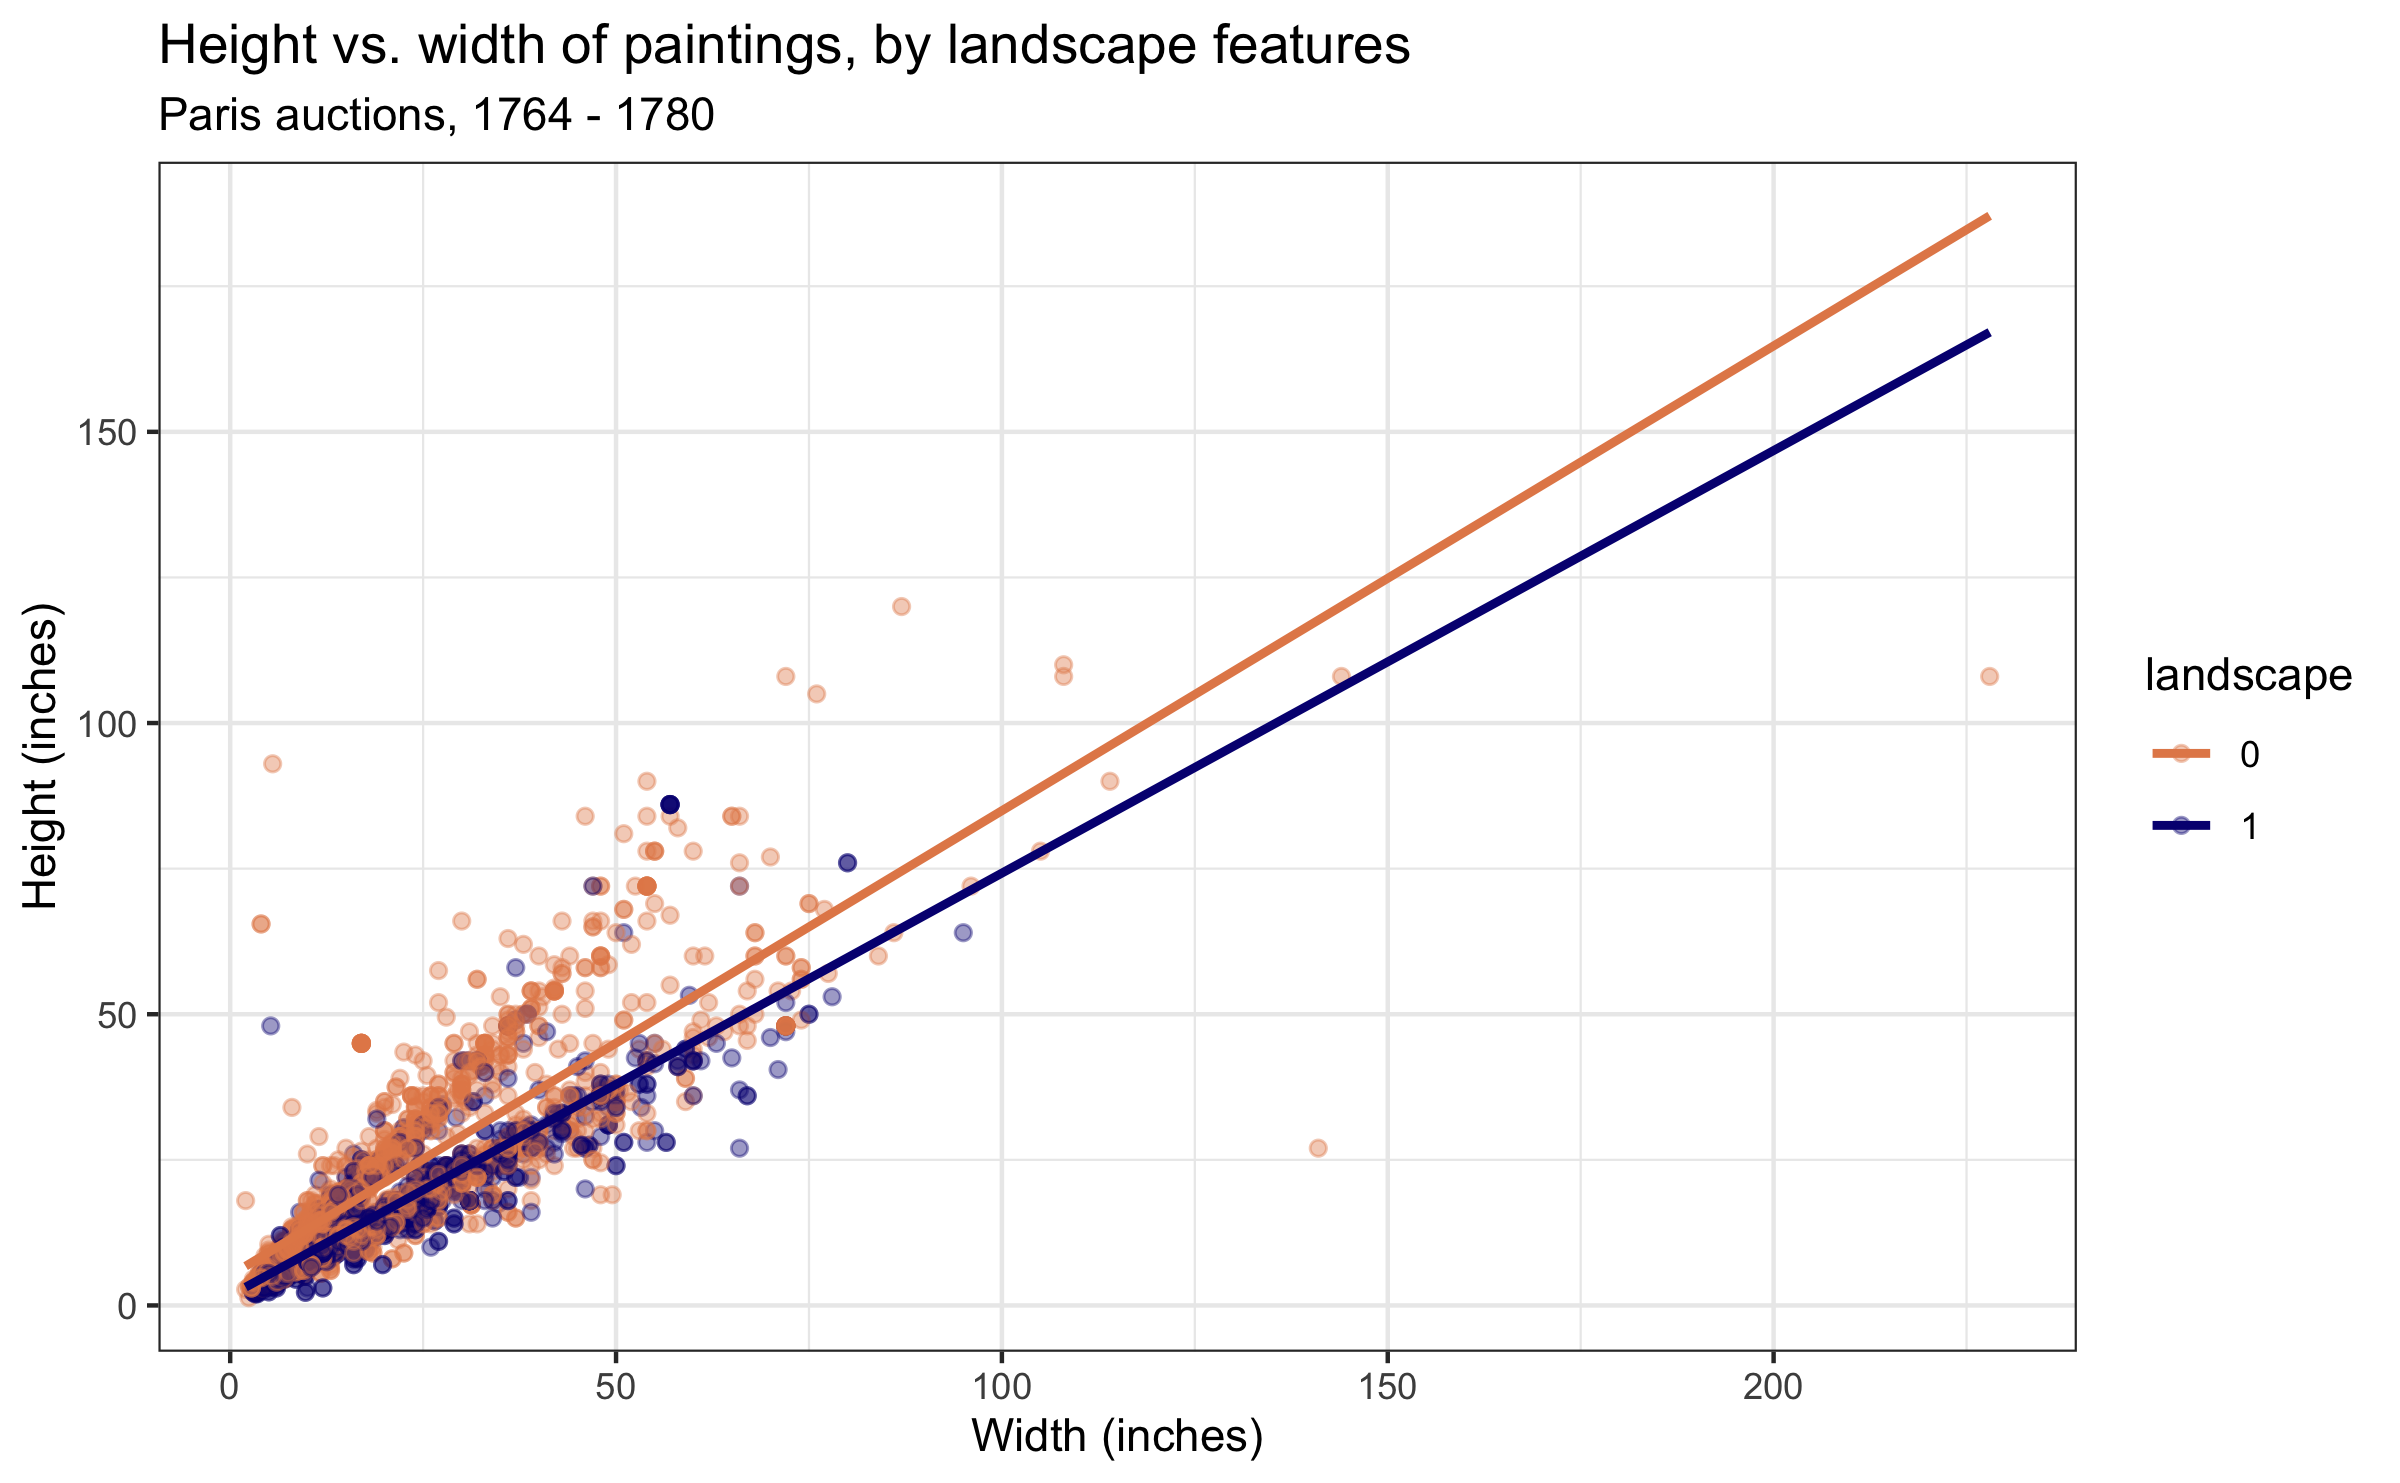 Height vs. width of paintings, by landscape features
Paris auctions, 1764 - 1780
150
100
50
0
Height (inches)
0 50 100 150 200
Width (inches)
landscape
0
1